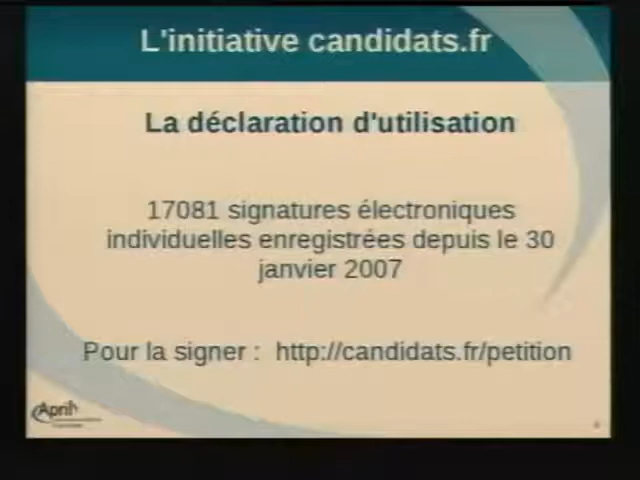 L'initiative candidats.fr
La déclaration d'utilisation
17081 signatures électroniques
individuelles enregistrées depuis le 30
janvier 2007
Pour la signer : http://candidats.fr/petition
April